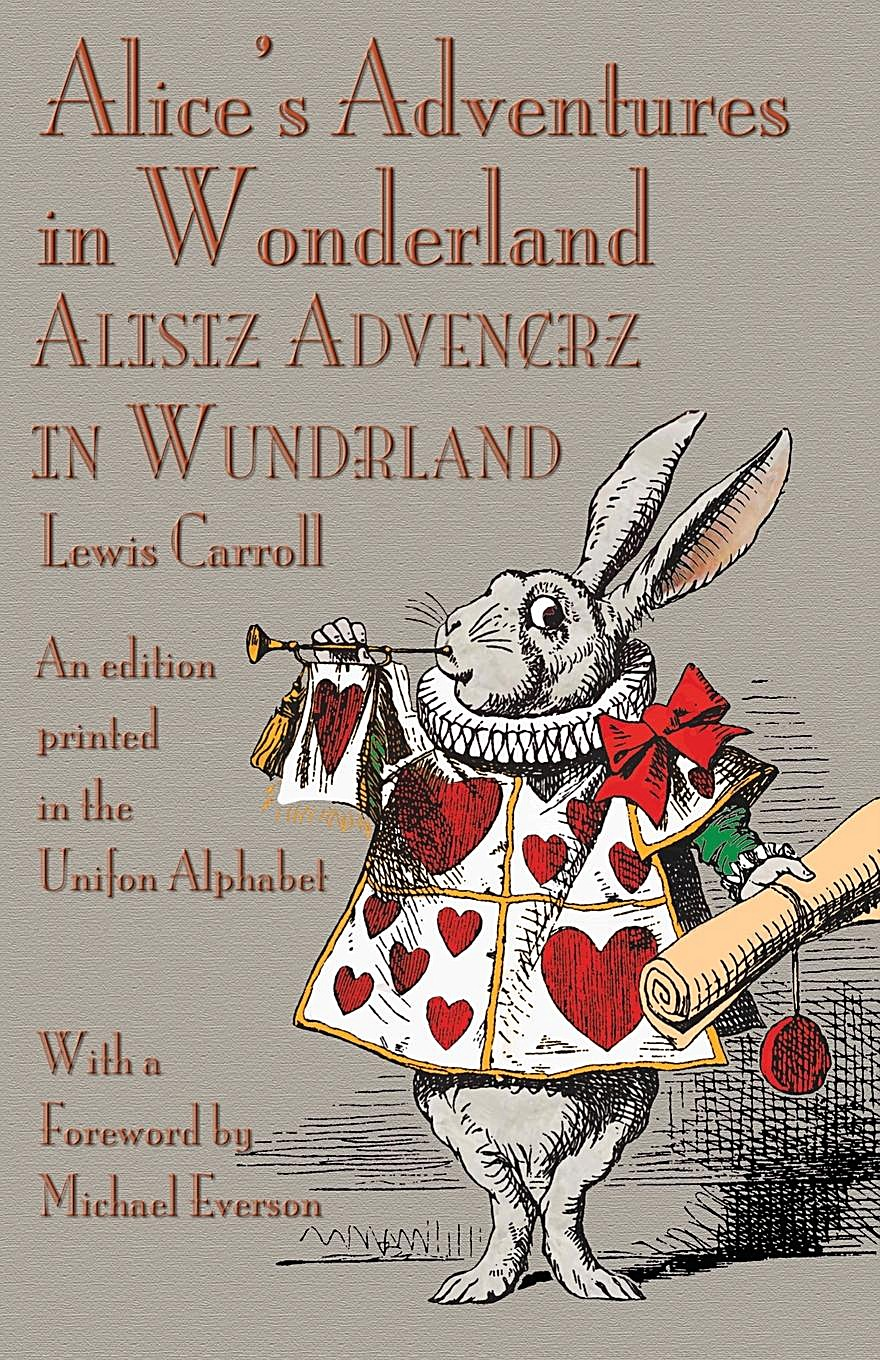 Alice’s Adventures
in Wonderland
ALISIZ ADVENȻRZ
IN WUNDRLAND
Lewis Carroll
An edition
printed
in the
Unifon Alphabet
With a
Foreword by
Michael Everson